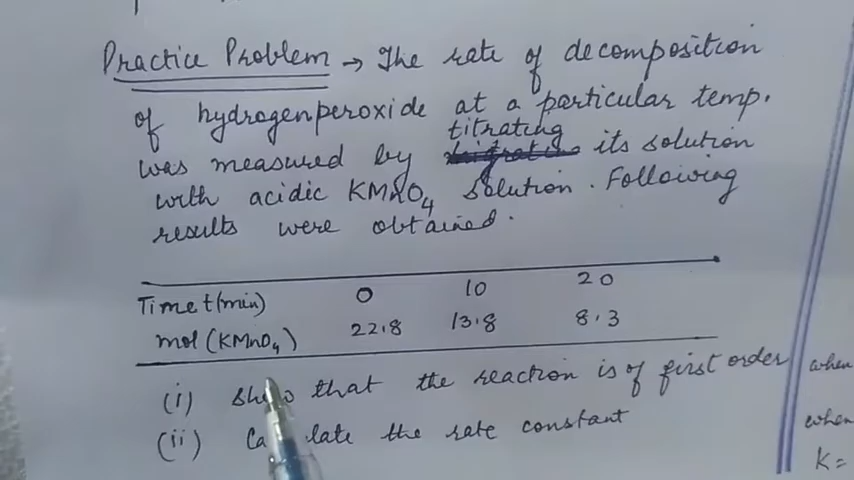 Practice Problem → The rate of decomposition
of hydrogenperoxide at a particular temp.
was measured by titrating its solution
with acidic KMnO4 solution. Following
results were obtained.
Time t(min) 0 10 20
mol (KMnO4) 22.8 13.8 8.3
(i) show that the reaction is of first order
(ii) Calculate the rate constant
when
when
K=